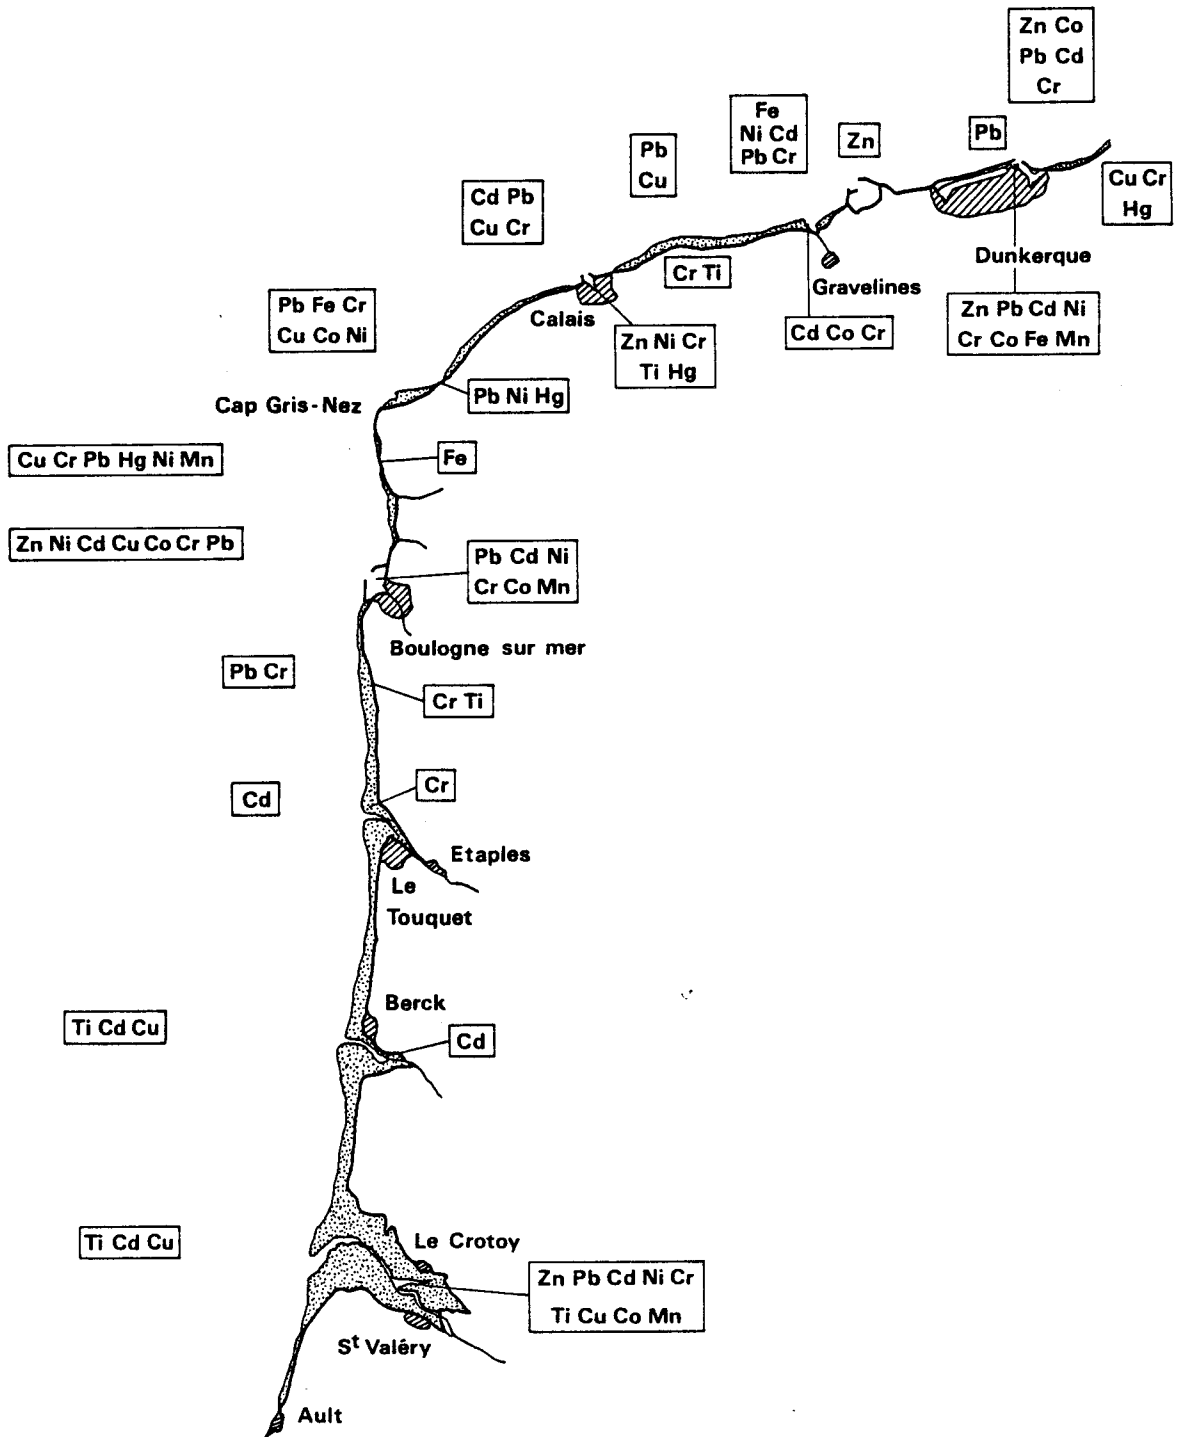 Zn Co
Pb Cd
Cr
Fe
Ni Cd
Pb Cr
Zn
Pb
Pb
Cu
Cu Cr
Hg
Cd Pb
Cu Cr
Dunkerque
Cr Ti
Gravelines
Pb Fe Cr
Cu Co Ni
Calais
Zn Ni Cr
Ti Hg
Cd Co Cr
Zn Pb Cd Ni
Cr Co Fe Mn
Cap Gris-Nez
Pb Ni Hg
Cu Cr Pb Hg Ni Mn
Fe
Zn Ni Cd Cu Co Cr Pb
Pb Cd Ni
Cr Co Mn
Boulogne sur mer
Pb Cr
Cr Ti
Cd
Cr
Etaples
Le
Touquet
Berck
Ti Cd Cu
Cd
Ti Cd Cu
Le Crotoy
Zn Pb Cd Ni Cr
Ti Cu Co Mn
St Valéry
Ault